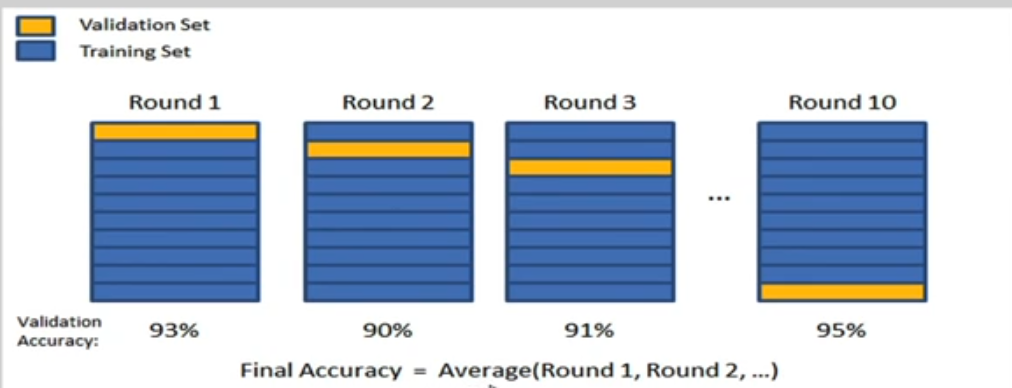 Validation Set
Training Set
Round 1
Round 2
Round 3
Round 10
...
Validation
Accuracy:
93%
90%
91%
95%
Final Accuracy = Average(Round 1, Round 2, ...)